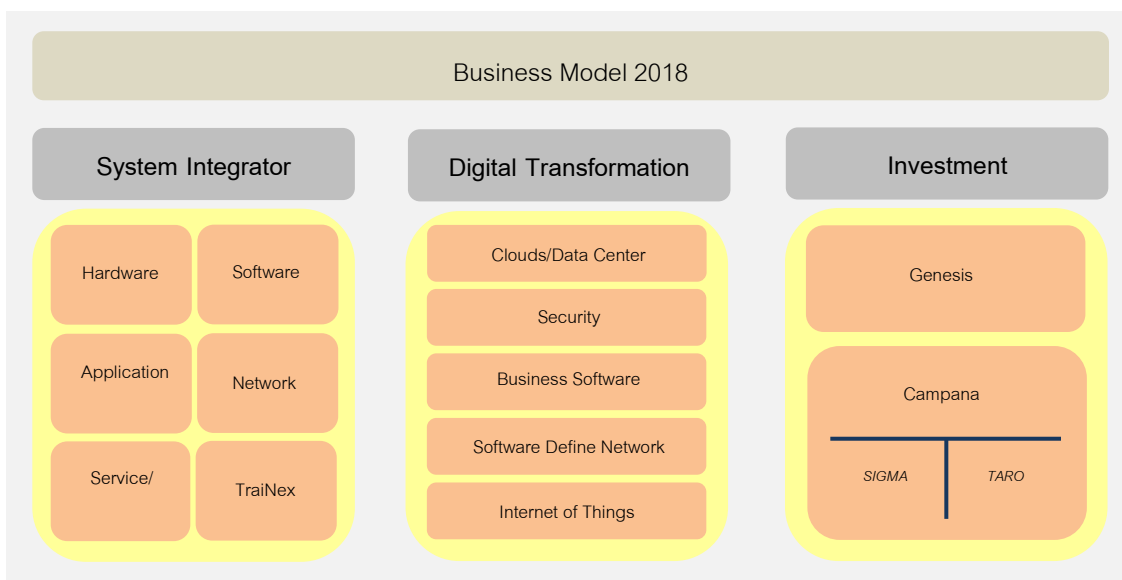 Business Model 2018
System Integrator
Hardware
Software
Application
Network
Service/
TraiNex
Digital Transformation
Clouds/Data Center
Security
Business Software
Software Define Network
Internet of Things
Investment
Genesis
Campana
SIGMA
TARO